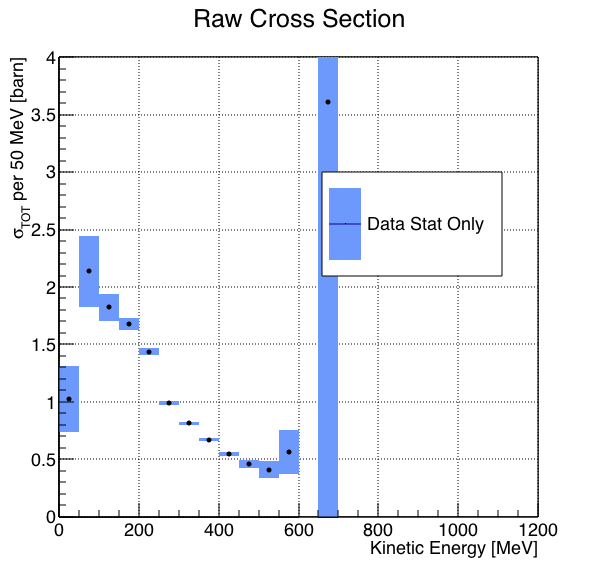 Raw Cross Section
σTOT per 50 MeV [barn]
4
3.5
3
2.5
2
1.5
1
0.5
0
Data Stat Only
0 200 400 600 800 1000 1200
Kinetic Energy [MeV]